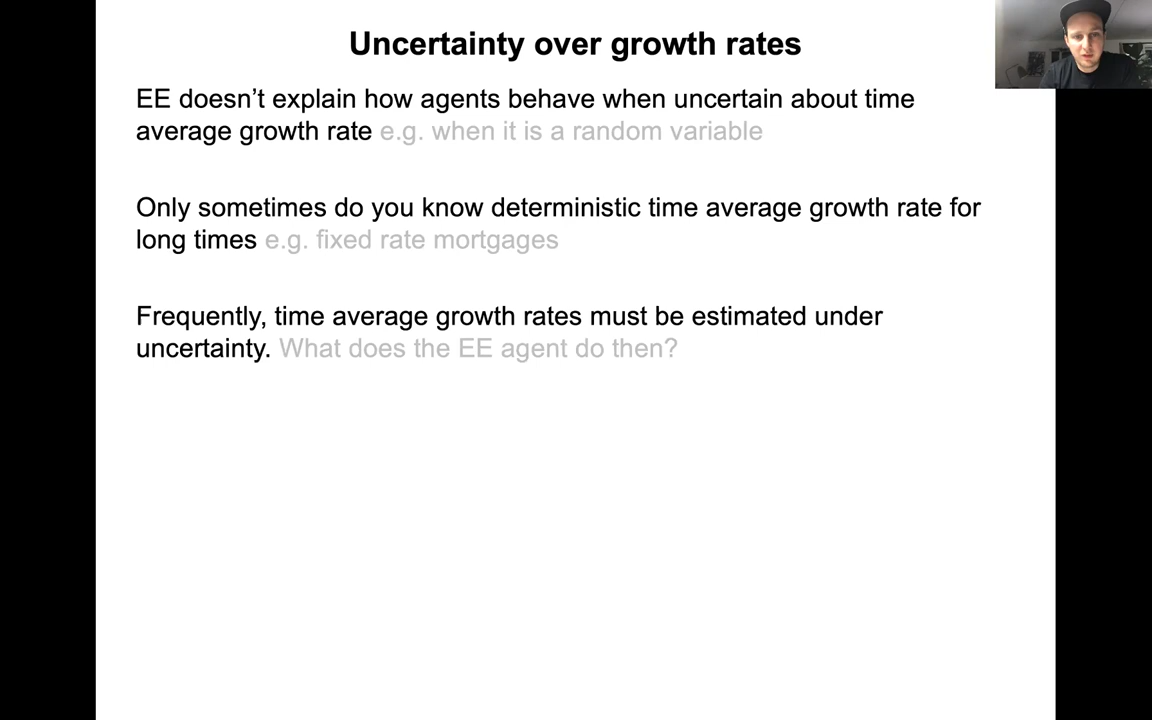 Uncertainty over growth rates
EE doesn’t explain how agents behave when uncertain about time
average growth rate e.g. when it is a random variable
Only sometimes do you know deterministic time average growth rate for
long times e.g. fixed rate mortgages
Frequently, time average growth rates must be estimated under
uncertainty. What does the EE agent do then?